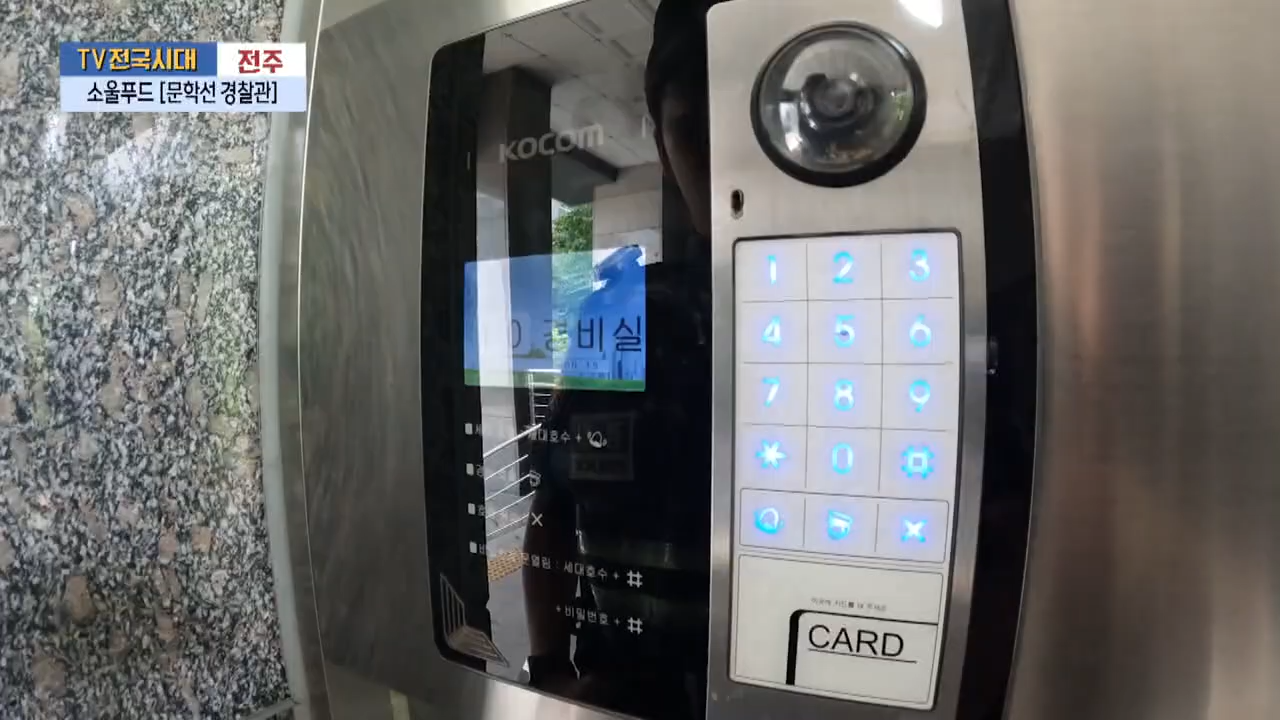 TV전국시대 전주
소울푸드 [문학선 경찰관]
KOCOM
경비실
1 2 3
4 5 6
7 8 9
* 0 #
×
세대호수 +
×
문열림 : 세대호수 + #
+ 비밀번호 + #
CARD